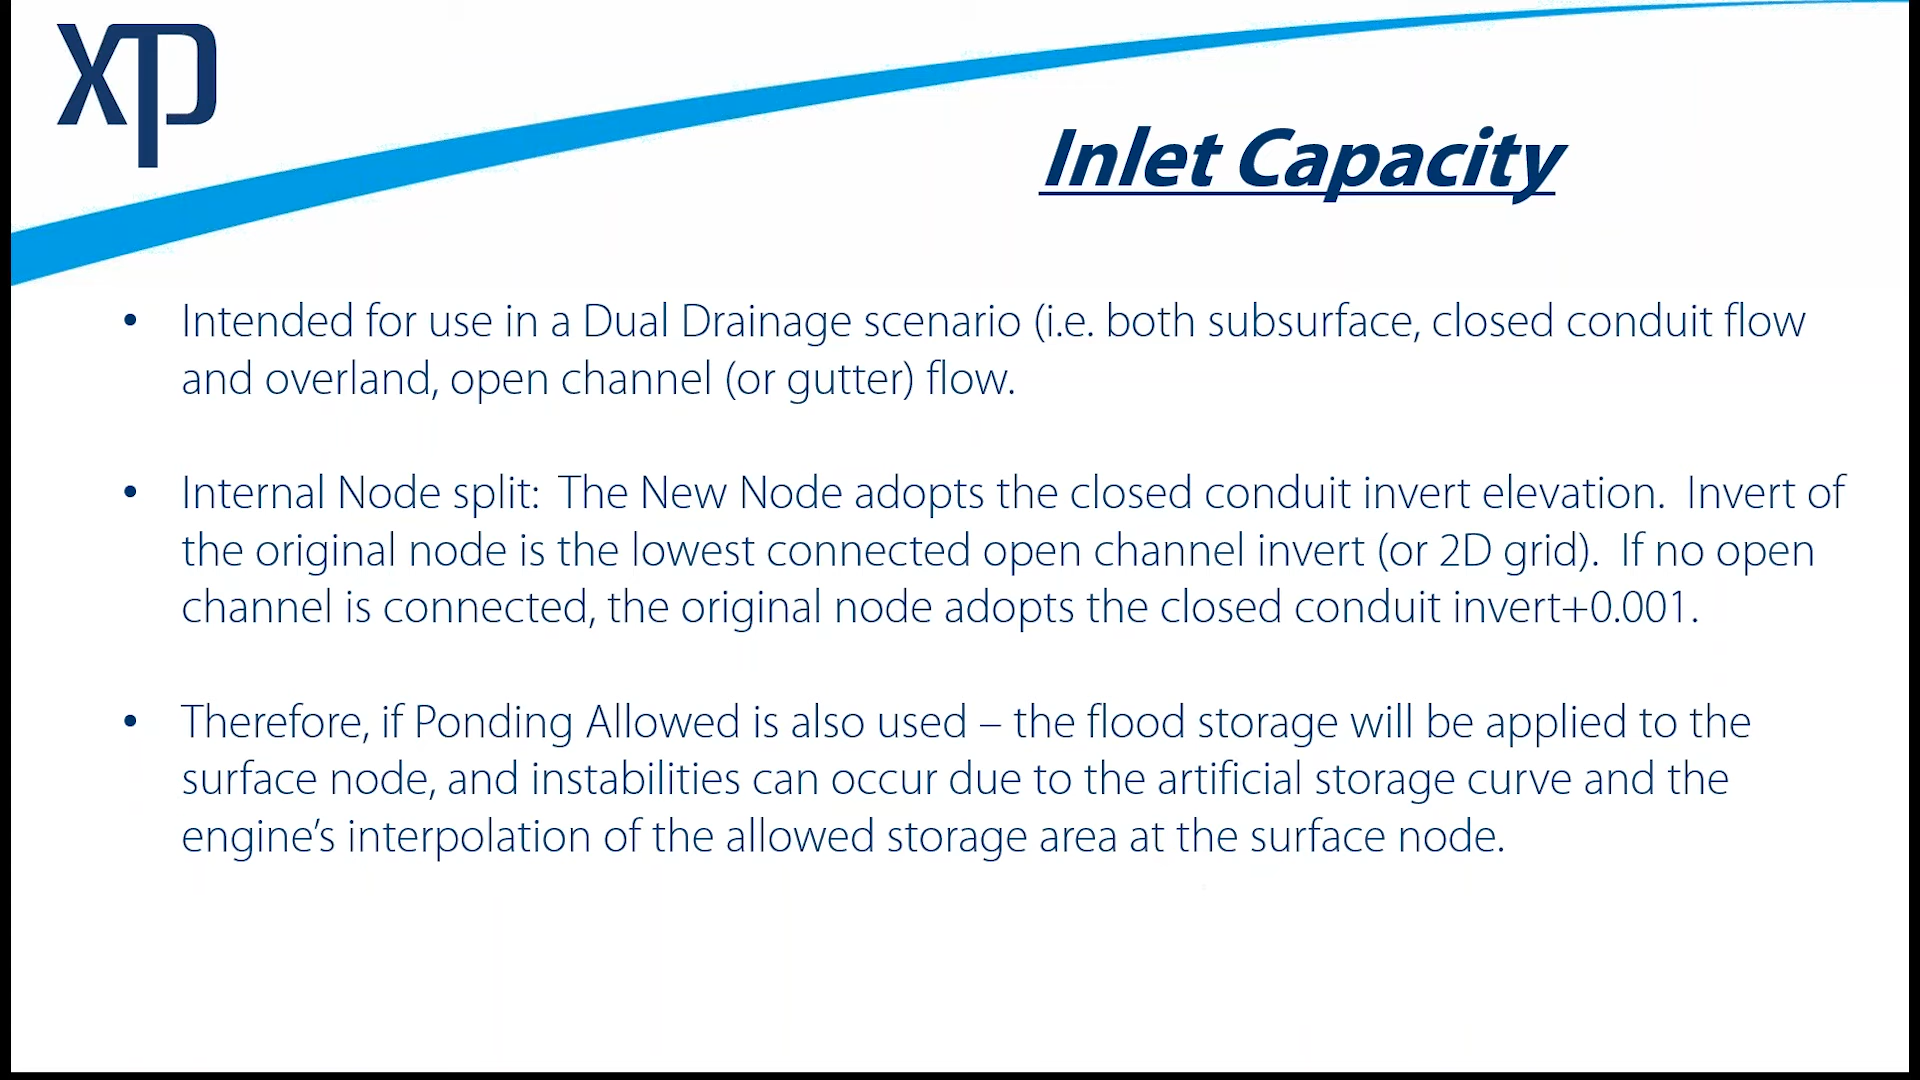 xp
Inlet Capacity
• Intended for use in a Dual Drainage scenario (i.e. both subsurface, closed conduit flow
and overland, open channel (or gutter) flow.
• Internal Node split:  The New Node adopts the closed conduit invert elevation.  Invert of
the original node is the lowest connected open channel invert (or 2D grid).  If no open
channel is connected, the original node adopts the closed conduit invert+0.001.
• Therefore, if Ponding Allowed is also used – the flood storage will be applied to the
surface node, and instabilities can occur due to the artificial storage curve and the
engine’s interpolation of the allowed storage area at the surface node.